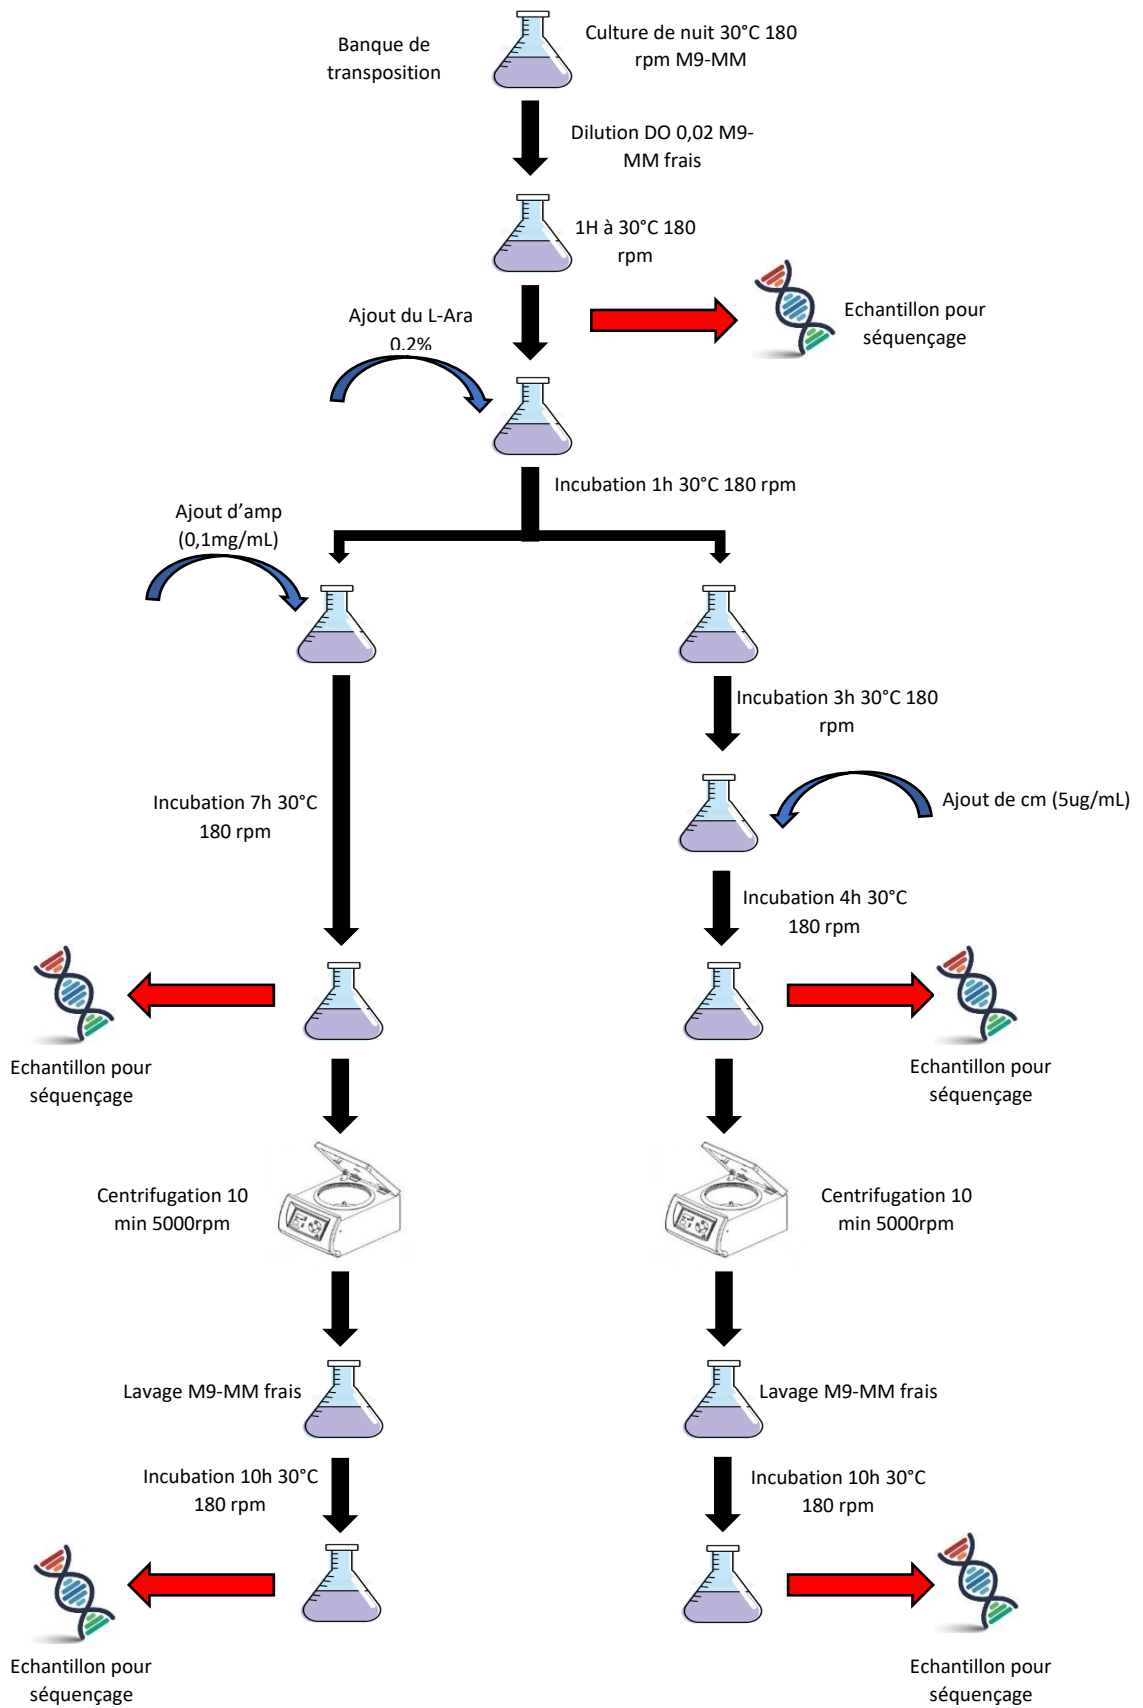 Banque de
transposition
Culture de nuit 30°C 180
rpm M9-MM
Dilution DO 0,02 M9-
MM frais
1H à 30°C 180
rpm
Echantillon pour
séquençage
Ajout du L-Ara
0.2%
Incubation 1h 30°C 180 rpm
Ajout d’amp
(0,1mg/mL)
Incubation 3h 30°C 180
rpm
Incubation 7h 30°C
180 rpm
Ajout de cm (5ug/mL)
Incubation 4h 30°C
180 rpm
Echantillon pour
séquençage
Echantillon pour
séquençage
Centrifugation 10
min 5000rpm
Centrifugation 10
min 5000rpm
Lavage M9-MM frais
Lavage M9-MM frais
Incubation 10h 30°C
180 rpm
Incubation 10h 30°C
180 rpm
Echantillon pour
séquençage
Echantillon pour
séquençage